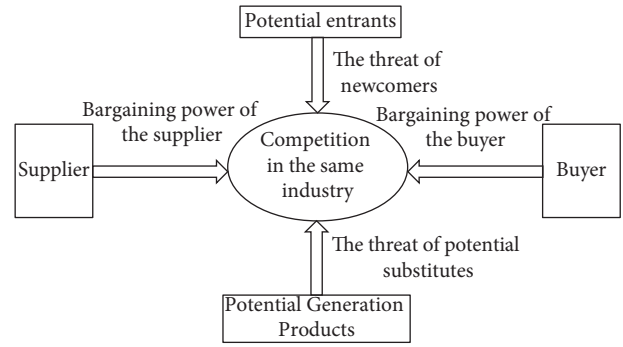 Potential entrants
The threat of
newcomers
Bargaining power of
the supplier
Bargaining power of
the buyer
Supplier
Competition
in the same
industry
Buyer
The threat of potential
substitutes
Potential Generation
Products